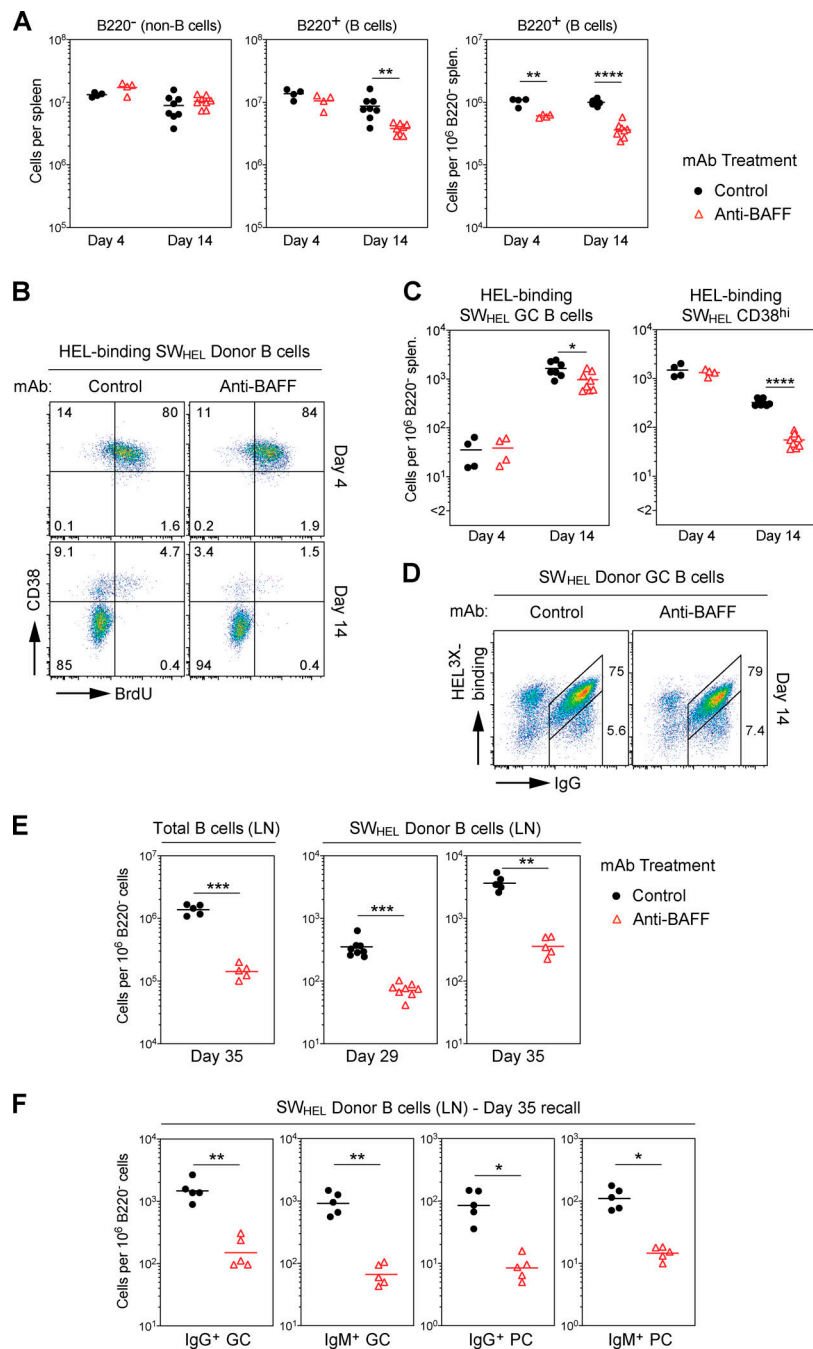 A
B220⁻ (non-B cells)
B220⁺ (B cells)
B220⁺ (B cells)
Cells per spleen
10⁸
10⁷
10⁶
10⁵
Day 4
Day 14
10⁸
10⁷
10⁶
10⁵
**
Day 4
Day 14
Cells per 10⁶ B220⁻ splen.
10⁷
10⁶
10⁵
10⁴
**
****
Day 4
Day 14
mAb Treatment
Control
Anti-BAFF
B
HEL-binding SWHEL Donor B cells
mAb:
Control
Anti-BAFF
14
80
11
84
0.1
1.6
0.2
1.9
Day 4
9.1
4.7
3.4
1.5
85
0.4
94
0.4
Day 14
CD38
BrdU
C
HEL-binding
SWHEL GC B cells
HEL-binding
SWHEL CD38hi
Cells per 10⁶ B220⁻ splen.
10⁴
10³
10²
10¹
<2
*
Day 4
Day 14
10⁴
10³
10²
10¹
<2
****
Day 4
Day 14
D
SWHEL Donor GC B cells
mAb:
Control
Anti-BAFF
HEL3X-
binding
75
5.6
79
7.4
Day 14
IgG
E
Total B cells (LN)
SWHEL Donor B cells (LN)
Cells per 10⁶ B220⁻ cells
10⁷
10⁶
10⁵
10⁴
***
Day 35
10⁴
10³
10²
10¹
***
Day 29
10⁴
10³
10²
10¹
**
Day 35
mAb Treatment
Control
Anti-BAFF
F
SWHEL Donor B cells (LN) - Day 35 recall
Cells per 10⁶ B220⁻ cells
10⁴
10³
10²
10¹
**
IgG⁺ GC
10⁴
10³
10²
10¹
**
IgM⁺ GC
10³
10²
10¹
10⁰
*
IgG⁺ PC
10³
10²
10¹
10⁰
*
IgM⁺ PC